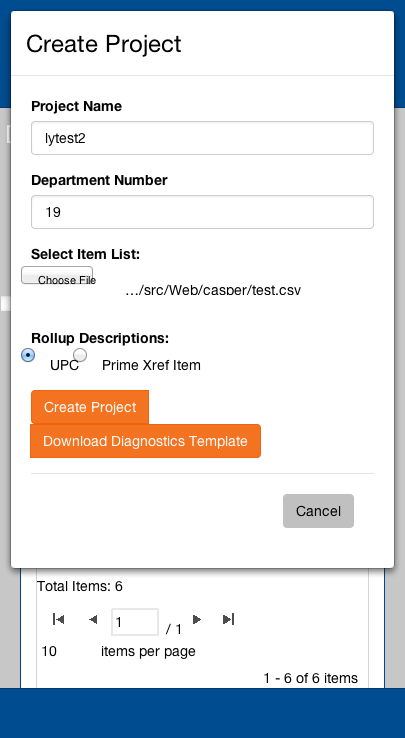 Create Project
Project Name
lytest2
Department Number
19
Select Item List:
Choose File
.../src/Web/casper/test.csv
Rollup Descriptions:
UPC Prime Xref Item
Create Project
Download Diagnostics Template
Cancel
Total Items: 6
1 / 1
10 items per page
1 - 6 of 6 items